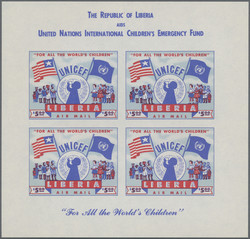 THE REPUBLIC OF LIBERIA
AIDS
UNITED NATIONS INTERNATIONAL CHILDREN'S EMERGENCY FUND
"FOR ALL THE WORLD'S CHILDREN" "FOR ALL THE WORLD'S CHILDREN"
UNICEF UNICEF
LIBERIA LIBERIA
AIR MAIL AIR MAIL
"FOR ALL THE WORLD'S CHILDREN" "FOR ALL THE WORLD'S CHILDREN"
UNICEF UNICEF
LIBERIA LIBERIA
AIR MAIL AIR MAIL
"For All the World's Children"